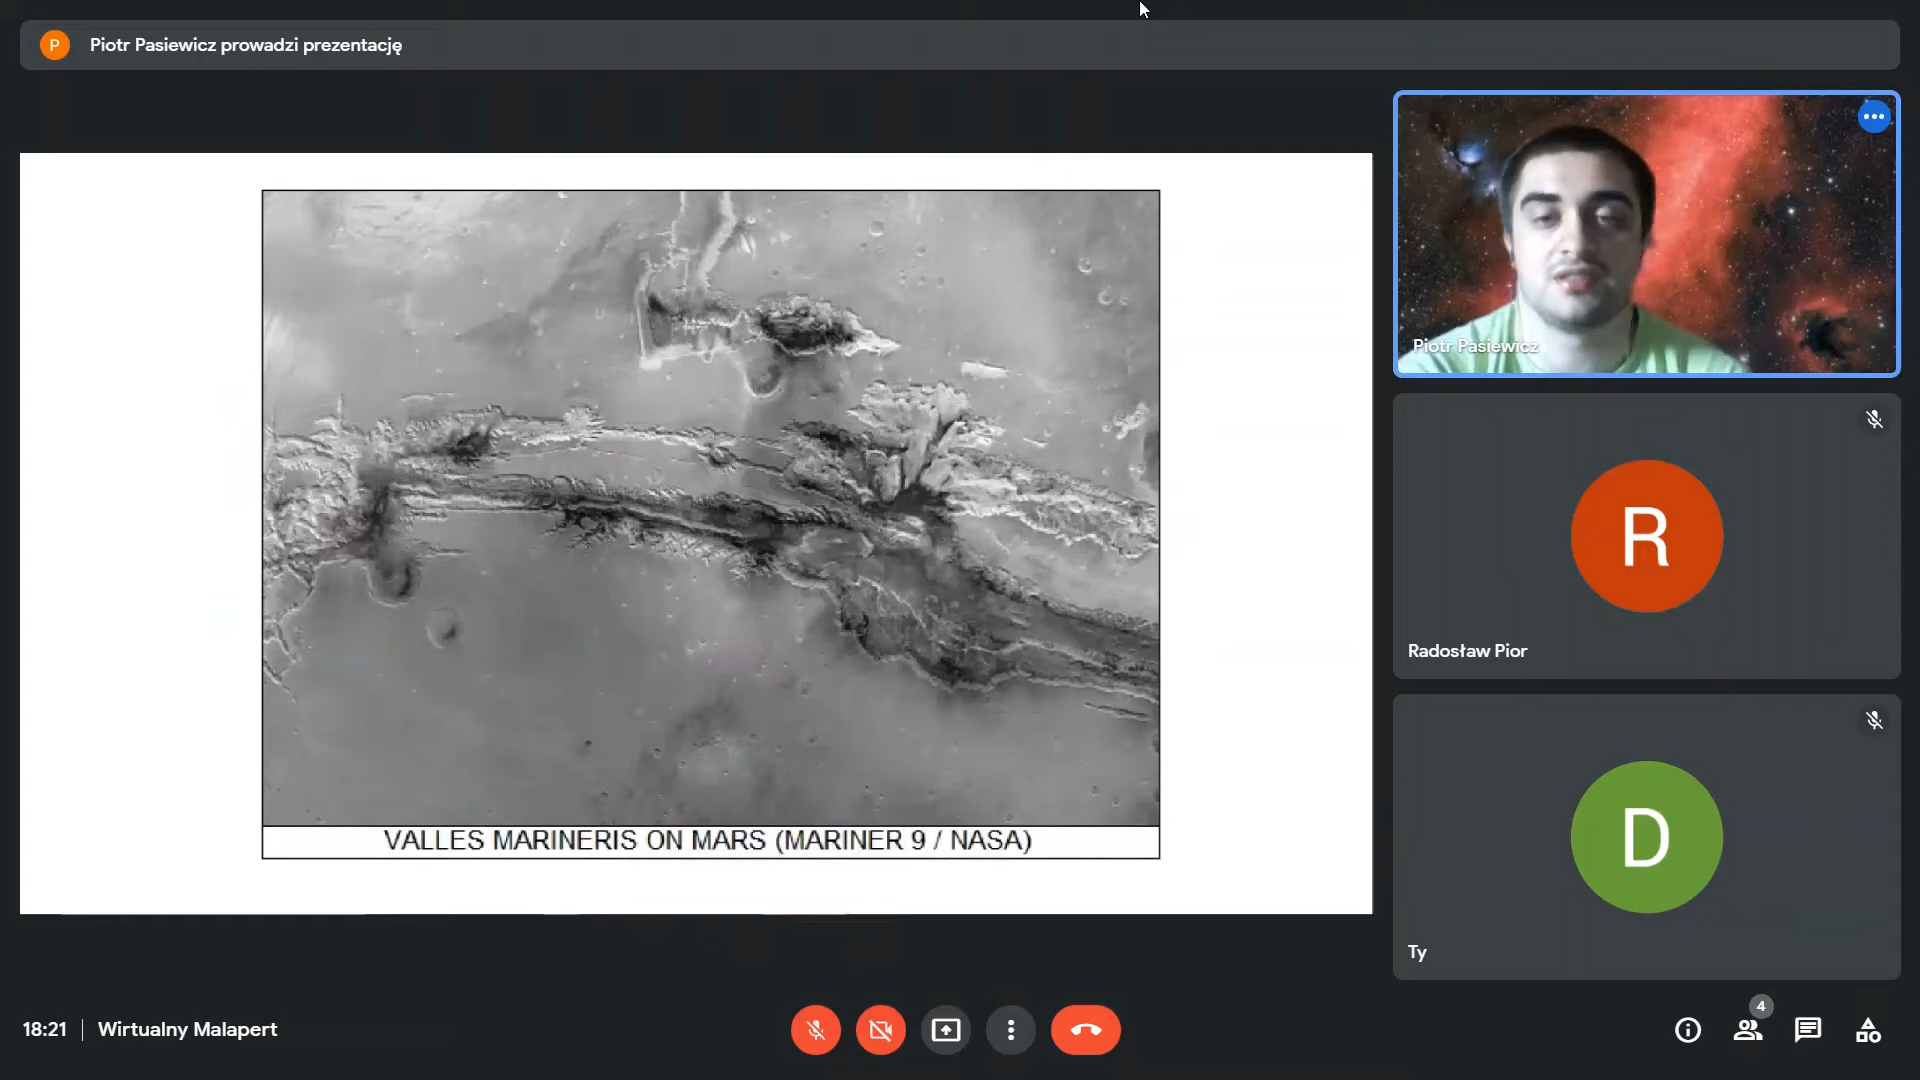 P
Piotr Pasiewicz prowadzi prezentację
Piotr Pasiewicz
R
Radosław Pior
D
Ty
VALLES MARINERIS ON MARS (MARINER 9 / NASA)
18:21 | Wirtualny Malapert
4